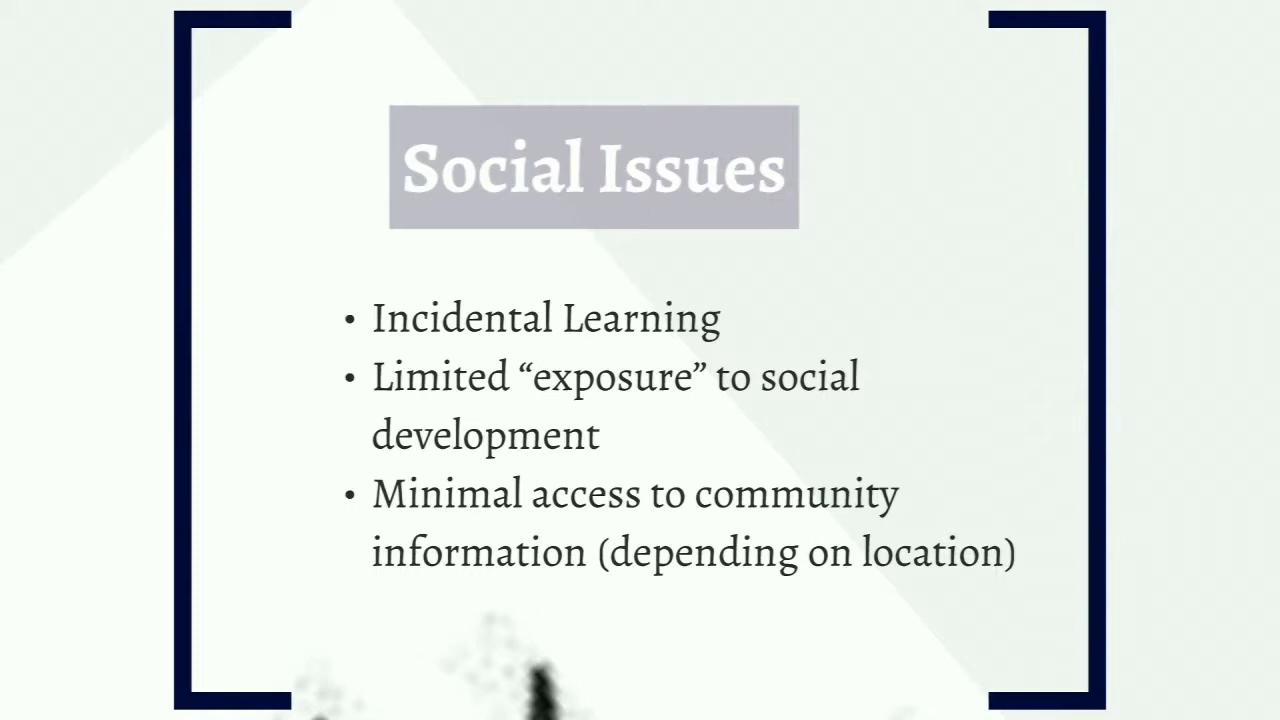 Social Issues
• Incidental Learning
• Limited “exposure” to social
development
• Minimal access to community
information (depending on location)